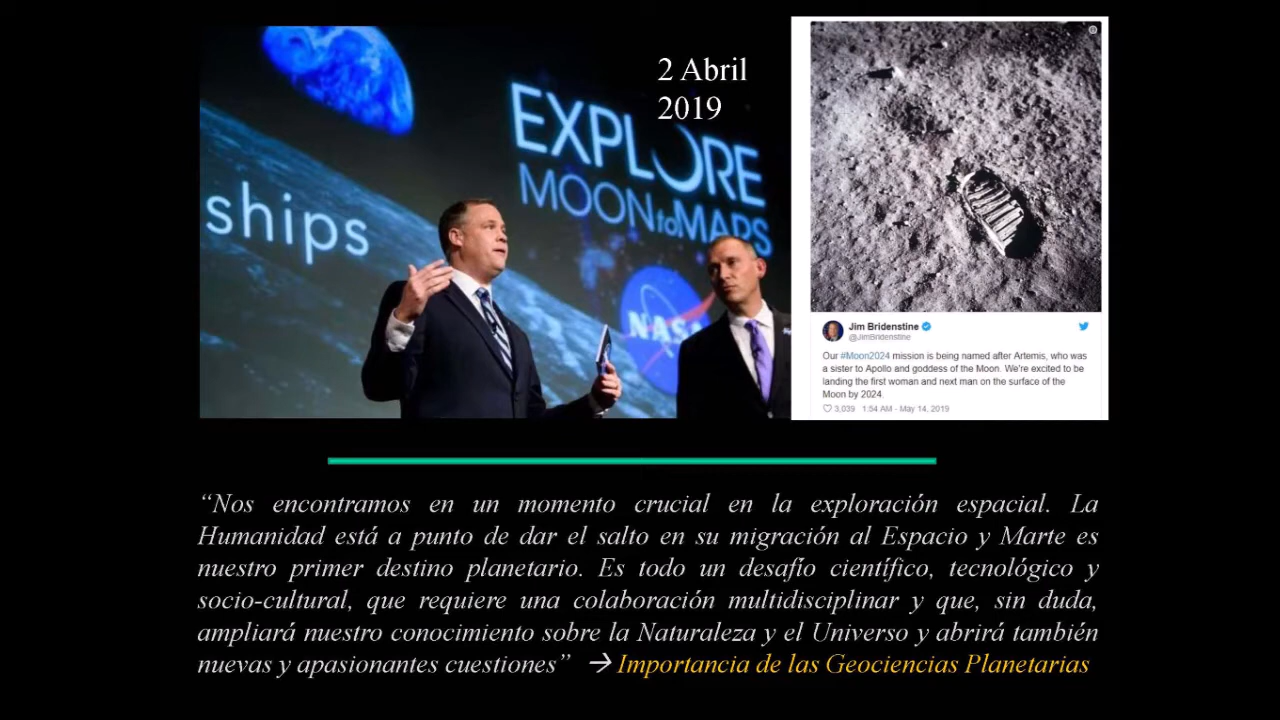 2 Abril
2019
EXPLORE
MOONtoMARS
ships
NASA
Jim Bridenstine
@JimBridenstine
Our #Moon2024 mission is being named after Artemis, who was
a sister to Apollo and goddess of the Moon. We're excited to be
landing the first woman and next man on the surface of the
Moon by 2024.
3,039 1:54 AM - May 14, 2019
“Nos encontramos en un momento crucial en la exploración espacial. La
Humanidad está a punto de dar el salto en su migración al Espacio y Marte es
nuestro primer destino planetario. Es todo un desafío científico, tecnológico y
socio-cultural, que requiere una colaboración multidisciplinar y que, sin duda,
ampliará nuestro conocimiento sobre la Naturaleza y el Universo y abrirá también
nuevas y apasionantes cuestiones” → Importancia de las Geociencias Planetarias